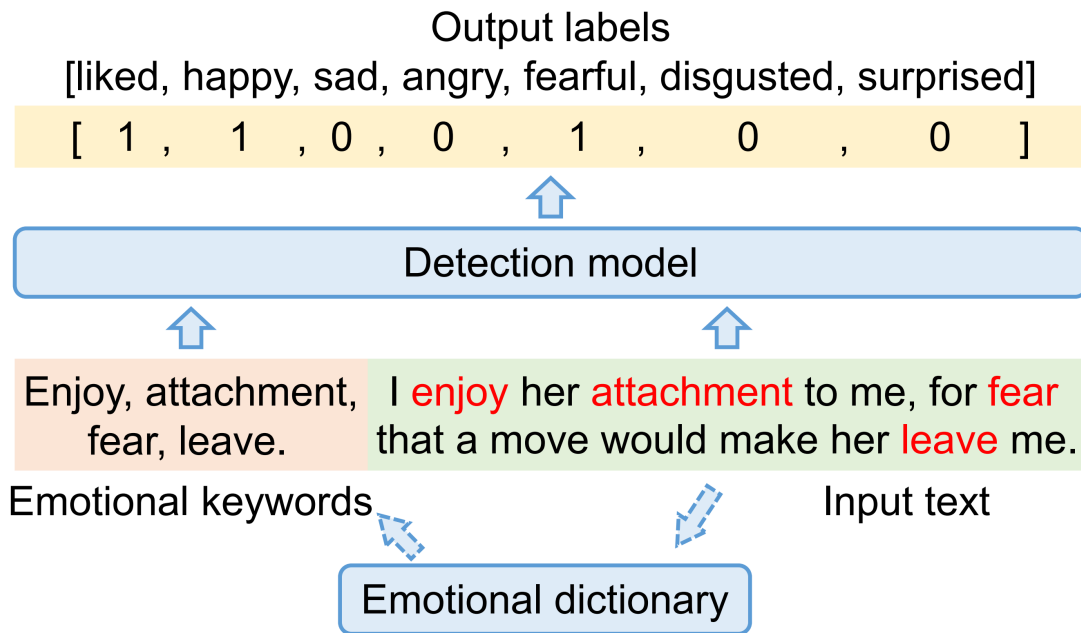 Output labels
[liked, happy, sad, angry, fearful, disgusted, surprised]
[ 1 , 1 , 0 , 0 , 1 , 0 , 0 ]
Detection model
Enjoy, attachment,
fear, leave.
I enjoy her attachment to me, for fear
that a move would make her leave me.
Emotional keywords
Input text
Emotional dictionary